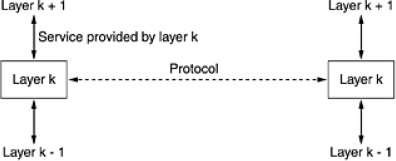 Layer k + 1
Layer k + 1
Service provided by layer k
Protocol
Layer k
Layer k
Layer k - 1
Layer k - 1